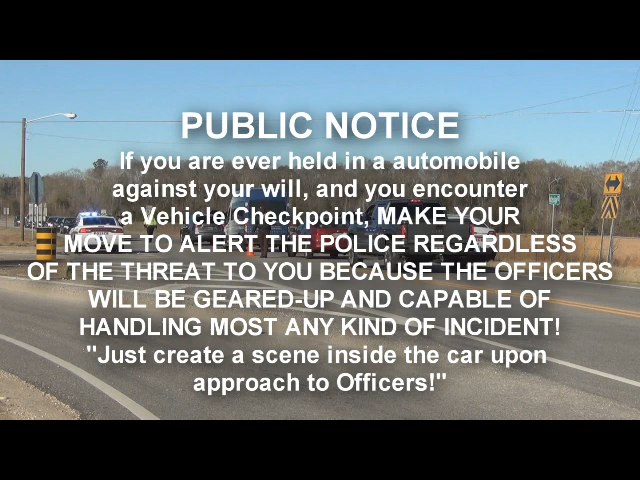 PUBLIC NOTICE
If you are ever held in a automobile
against your will, and you encounter
a Vehicle Checkpoint, MAKE YOUR
MOVE TO ALERT THE POLICE REGARDLESS
OF THE THREAT TO YOU BECAUSE THE OFFICERS
WILL BE GEARED-UP AND CAPABLE OF
HANDLING MOST ANY KIND OF INCIDENT!
"Just create a scene inside the car upon
approach to Officers!"